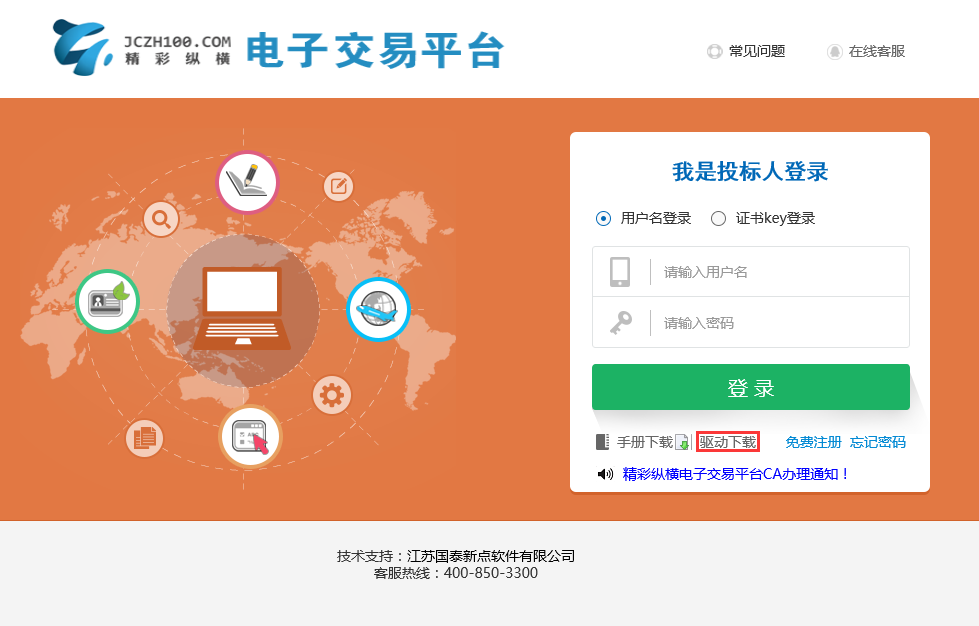 JCZH100.COM
精彩纵横
电子交易平台
常见问题
在线客服
我是投标人登录
用户名登录 证书key登录
请输入用户名
请输入密码
登录
手册下载 驱动下载 免费注册 忘记密码
精彩纵横电子交易平台CA办理通知！
技术支持：江苏国泰新点软件有限公司
客服热线：400-850-3300